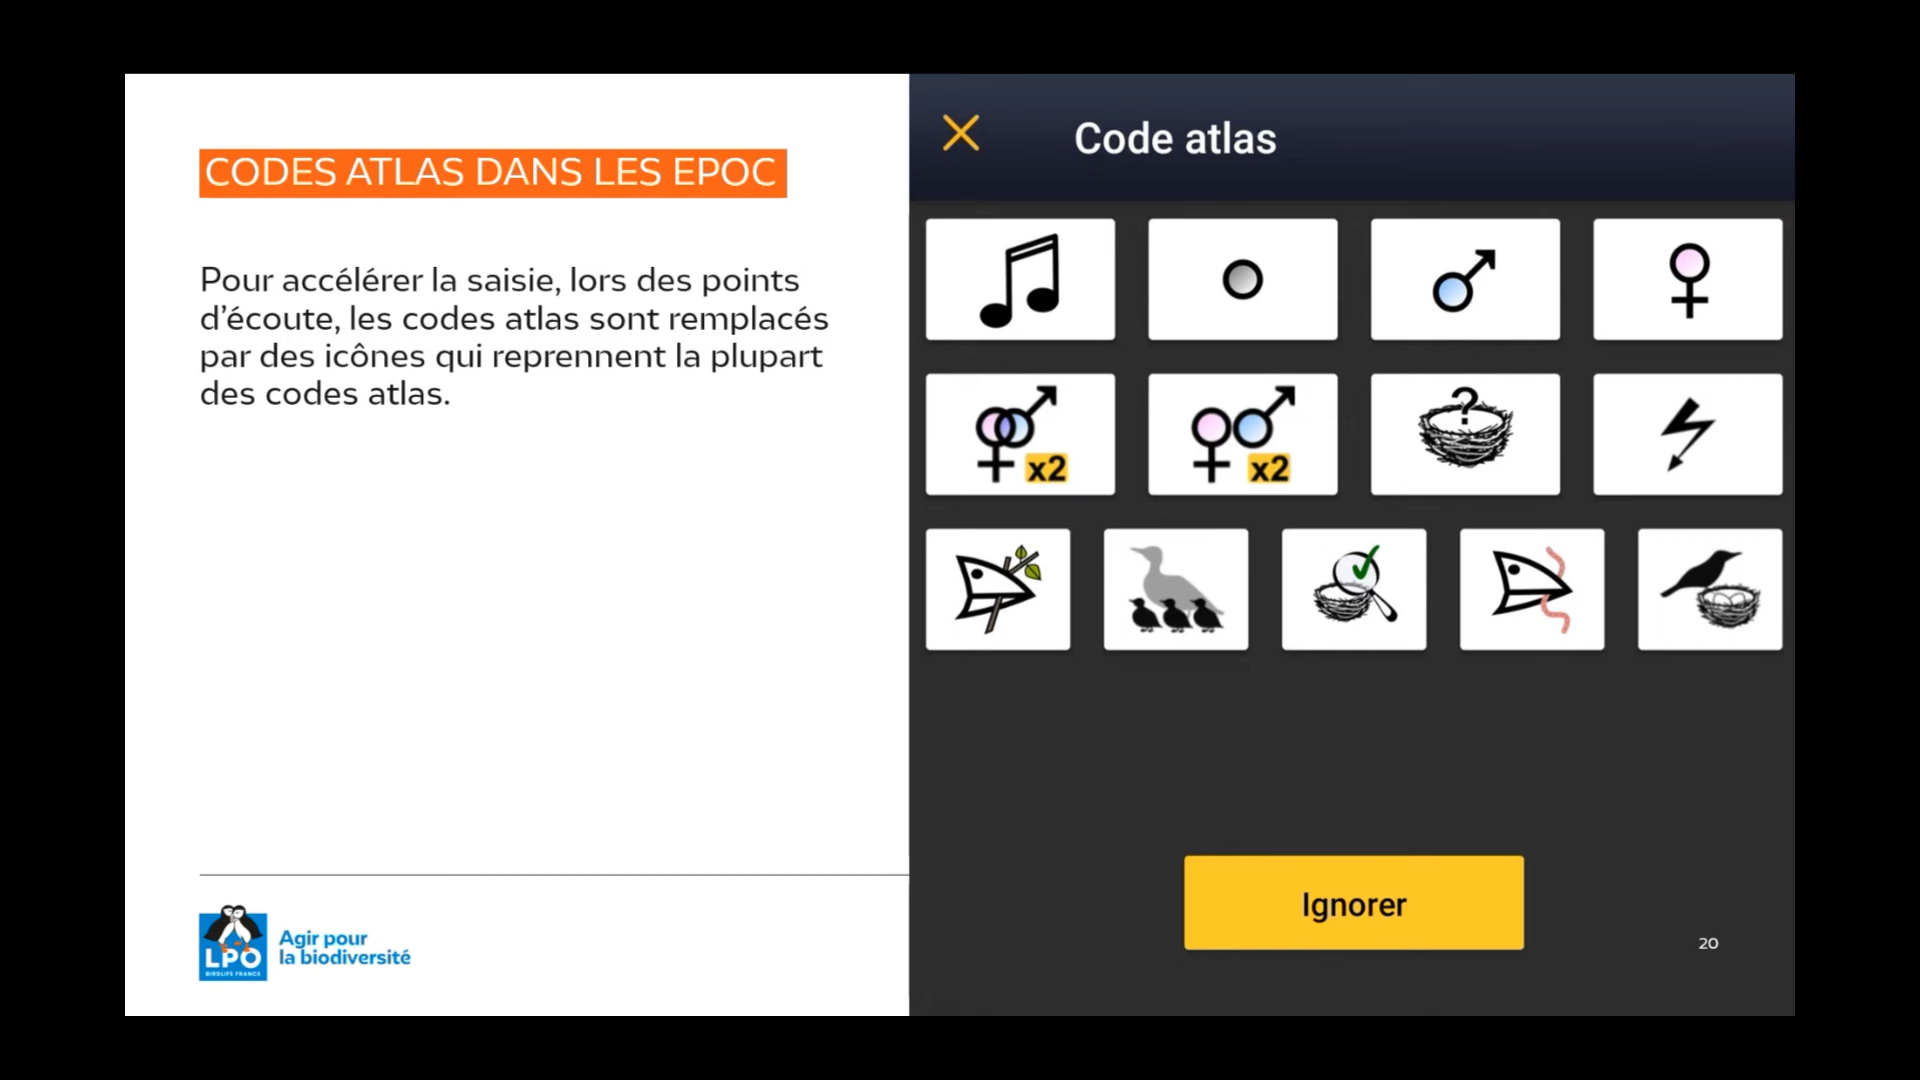 CODES ATLAS DANS LES EPOC
Pour accélérer la saisie, lors des points
d’écoute, les codes atlas sont remplacés
par des icônes qui reprennent la plupart
des codes atlas.
LPO
BIRDLIFE FRANCE
Agir pour
la biodiversité
Code atlas
x2
x2
?
Ignorer
20